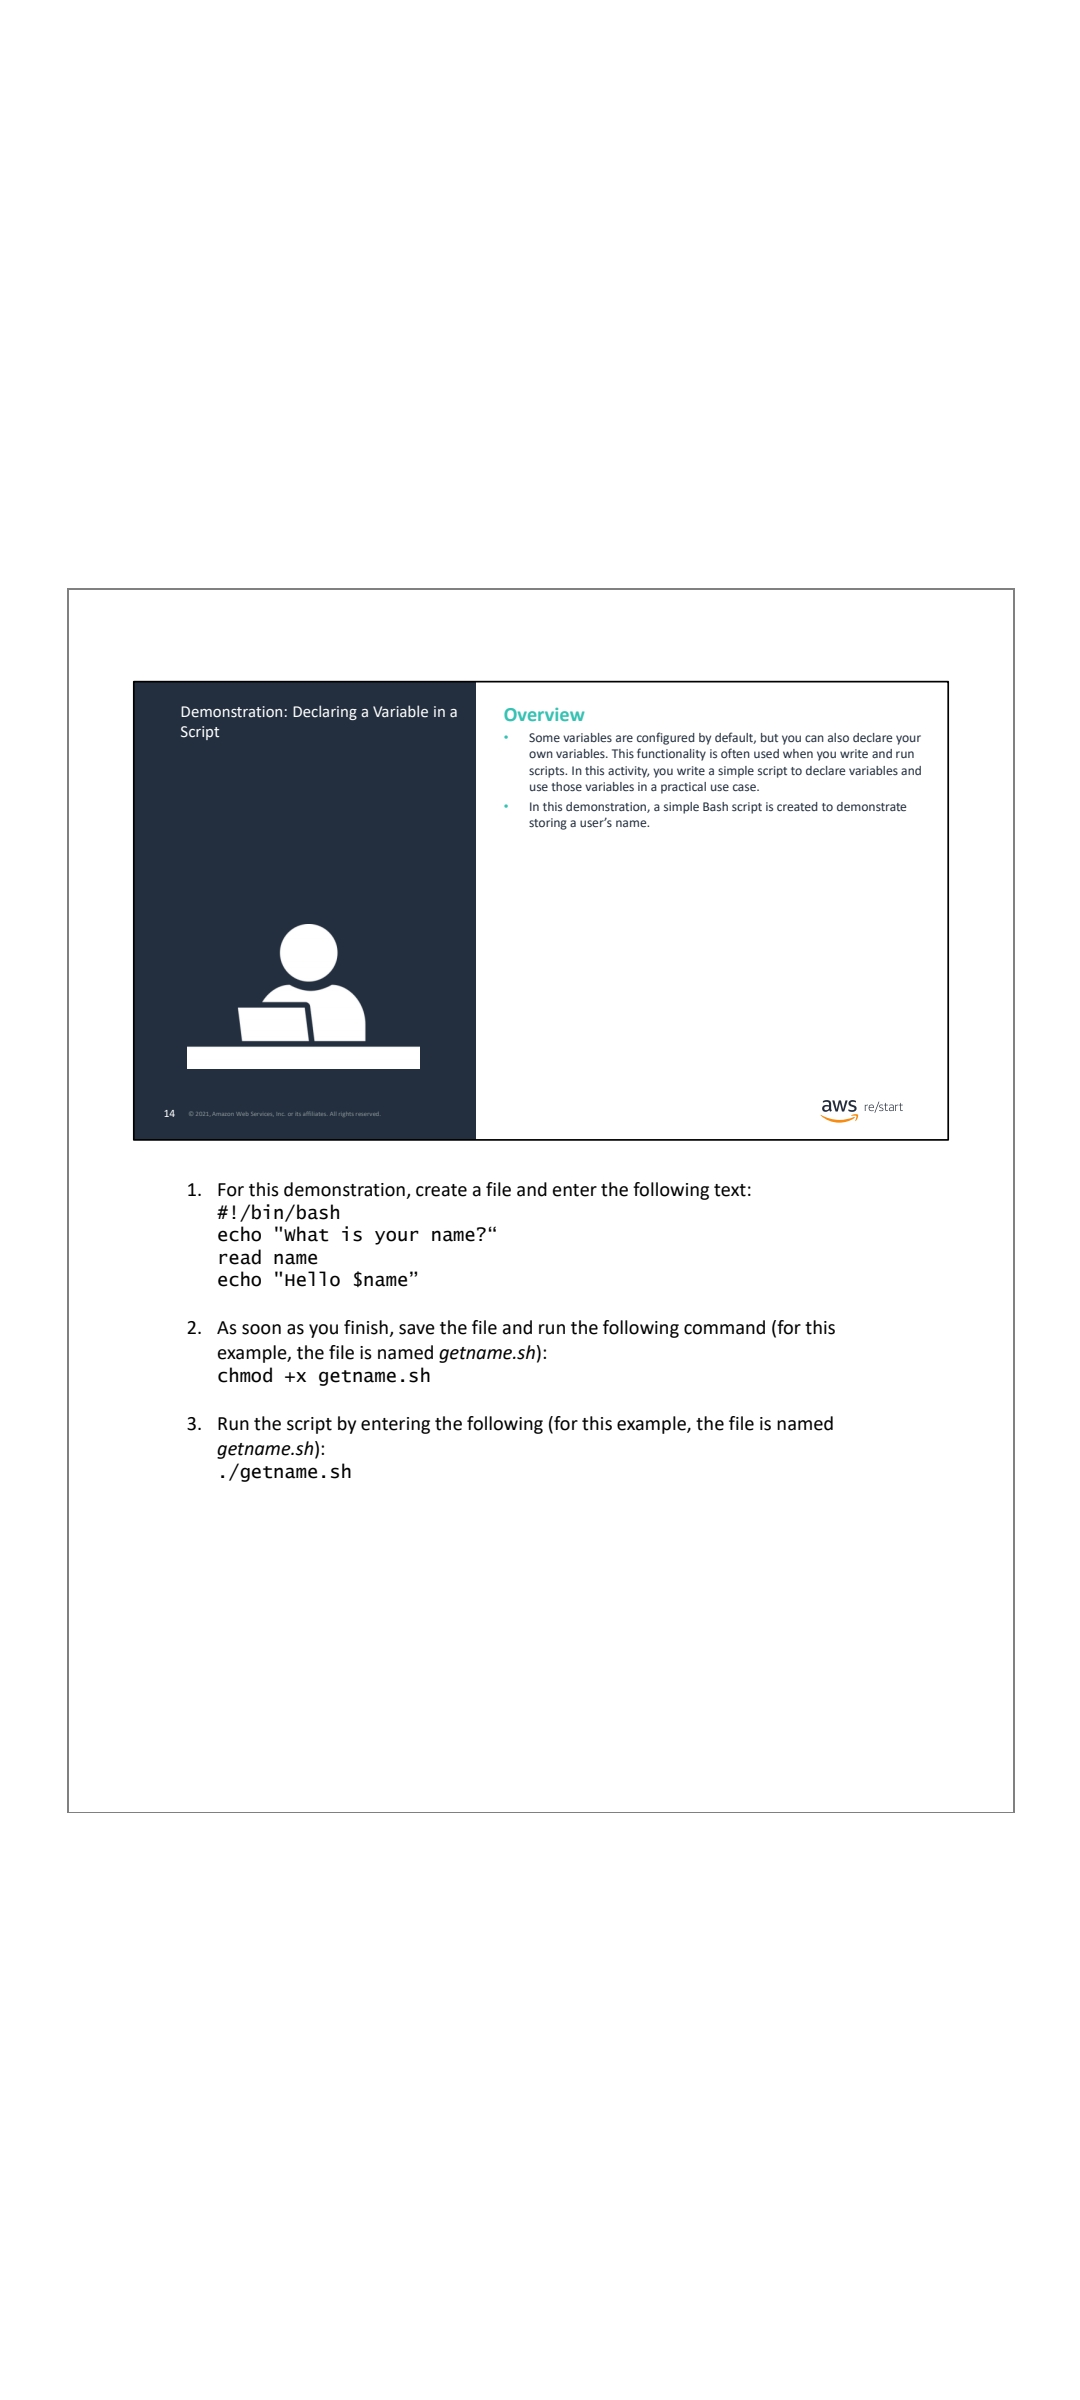 Demonstration: Declaring a Variable in a
Script
Overview
• Some variables are configured by default, but you can also declare your
own variables. This functionality is often used when you write and run
scripts. In this activity, you write a simple script to declare variables and
use those variables in a practical use case.
• In this demonstration, a simple Bash script is created to demonstrate
storing a user’s name.
14 © 2021, Amazon Web Services, Inc. or its affiliates. All rights reserved.
aws re/start
1. For this demonstration, create a file and enter the following text:
#!/bin/bash
echo "What is your name?“
read name
echo "Hello $name”
2. As soon as you finish, save the file and run the following command (for this
example, the file is named getname.sh):
chmod +x getname.sh
3. Run the script by entering the following (for this example, the file is named
getname.sh):
./getname.sh